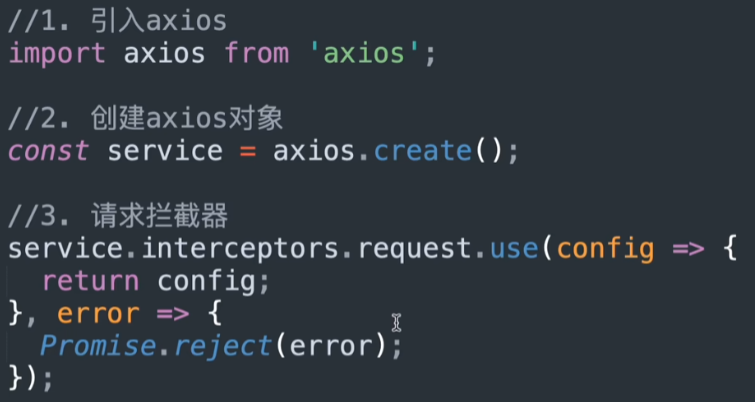 //1. 引入axios
import axios from 'axios';
//2. 创建axios对象
const service = axios.create();
//3. 请求拦截器
service.interceptors.request.use(config => {
  return config;
}, error => {
  Promise.reject(error);
});